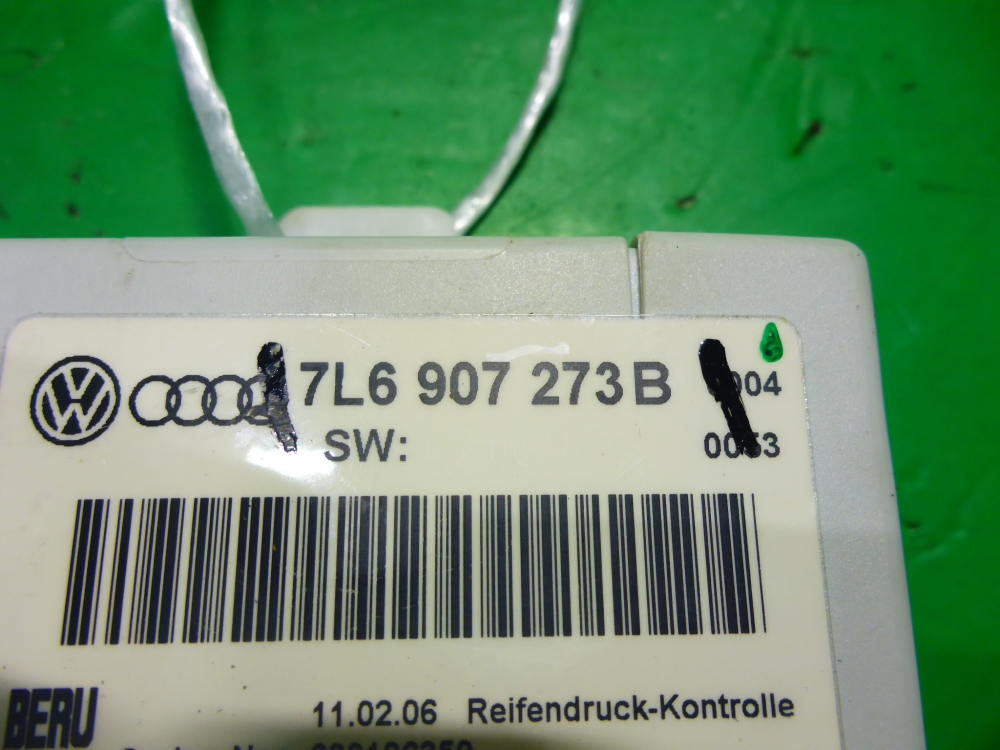 7L6 907 273 B
SW:
BERU
11.02.06 Reifendruck-Kontrolle